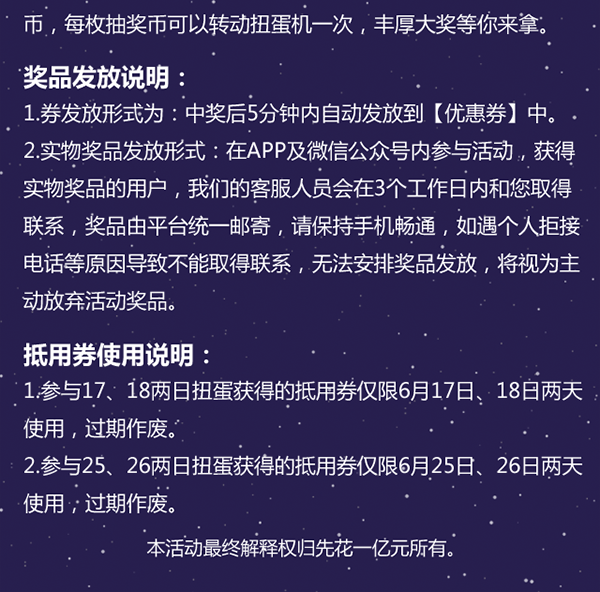 币，每枚抽奖币可以转动扭蛋机一次，丰厚大奖等你来拿。
奖品发放说明：
1.券发放形式为：中奖后5分钟内自动发放到【优惠券】中。
2.实物奖品发放形式：在APP及微信公众号内参与活动，获得
实物奖品的用户，我们的客服人员会在3个工作日内和您取得
联系，奖品由平台统一邮寄，请保持手机畅通，如遇个人拒接
电话等原因导致不能取得联系，无法安排奖品发放，将视为主
动放弃活动奖品。
抵用券使用说明：
1.参与17、18两日扭蛋获得的抵用券仅限6月17日、18日两天
使用，过期作废。
2.参与25、26两日扭蛋获得的抵用券仅限6月25日、26日两天
使用，过期作废。
本活动最终解释权归先花一亿元所有。